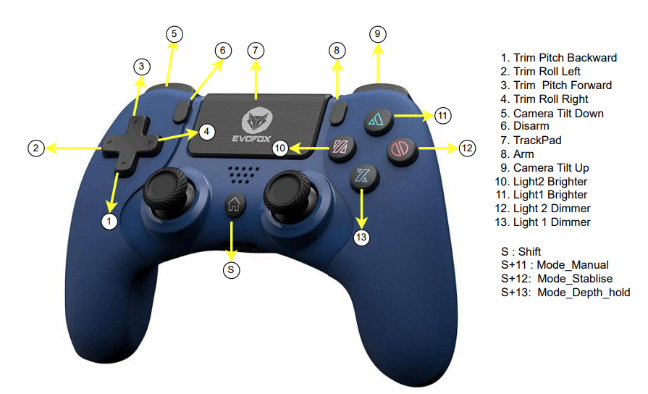 5
9
6
7
8
3
11
4
EVOFOX
2
10
12
1
13
S
1. Trim Pitch Backward
2. Trim Roll Left
3. Trim  Pitch Forward
4. Trim Roll Right
5 Camera Tilt Down
6. Disarm
7. TrackPad
8. Arm
9. Camera Tilt Up
10. Light2 Brighter
11. Light1 Brighter
12. Light 2 Dimmer
13. Light 1 Dimmer
S : Shift
S+11 : Mode_Manual
S+12:  Mode_Stablise
S+13:  Mode_Depth_hold